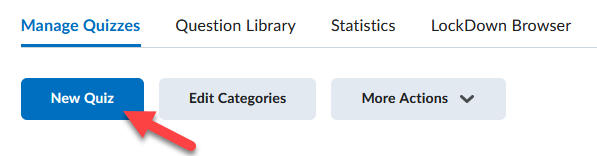 Manage Quizzes Question Library Statistics LockDown Browser
New Quiz Edit Categories More Actions